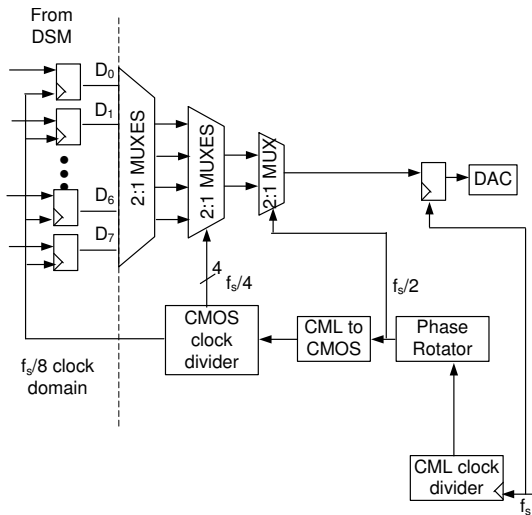 From
DSM
D0
D1
D6
D7
2:1 MUXES
2:1 MUXES
2:1 MUX
DAC
4
fs/4
fs/2
CMOS
clock
divider
CML to
CMOS
Phase
Rotator
fs/8 clock
domain
CML clock
divider
fs